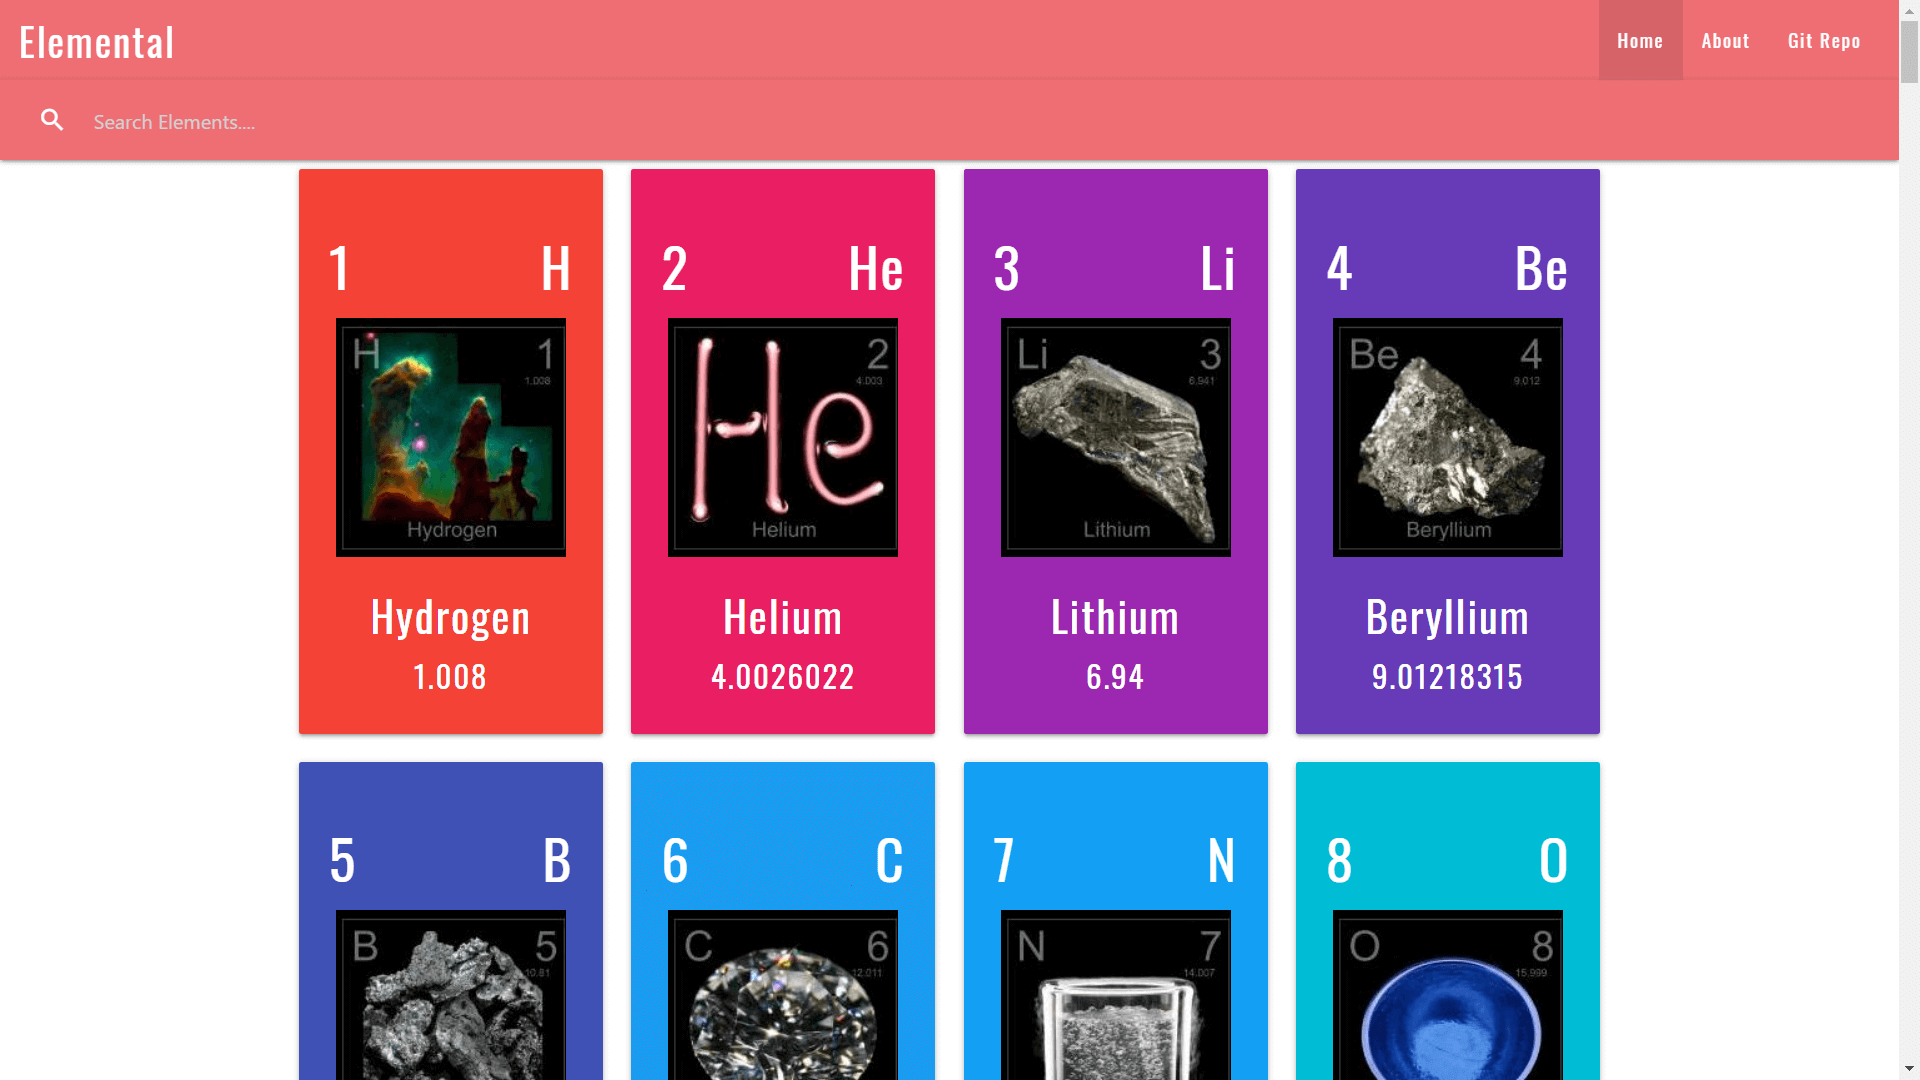 Elemental
Home About Git Repo
Search Elements....
1 H
H 1
1.008
Hydrogen
Hydrogen
1.008
2 He
2
4.003
He
Helium
Helium
4.0026022
3 Li
Li 3
6.941
Lithium
Lithium
6.94
4 Be
Be 4
9.012
Beryllium
Beryllium
9.01218315
5 B
B 5
10.81
6 C
C 6
12.011
7 N
N 7
14.007
8 O
O 8
15.999